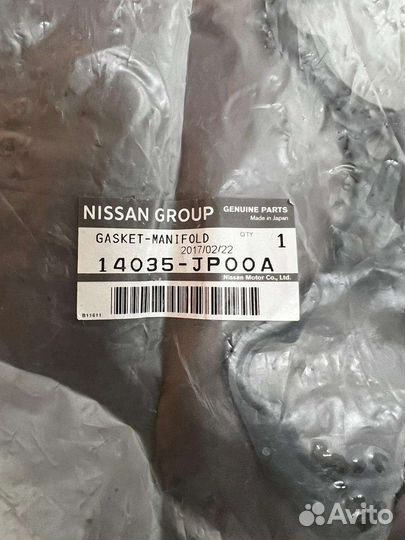 NISSAN GROUP GENUINE PARTS
Made in Japan
GASKET-MANIFOLD QTY 1
2017/02/22
14035-JP00A
Nissan Motor Co., Ltd.
B11611
Avito